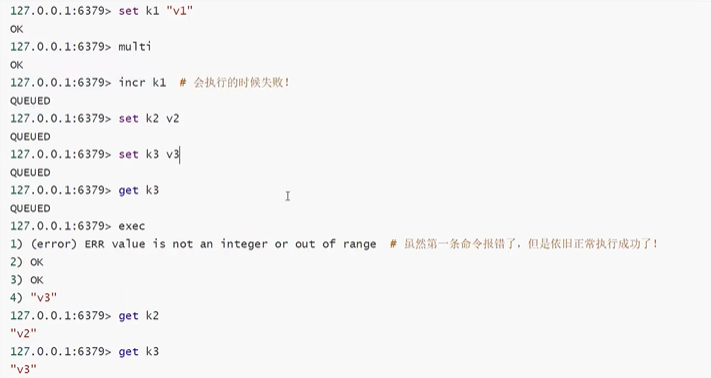 127.0.0.1:6379> set k1 "v1"
OK
127.0.0.1:6379> multi
OK
127.0.0.1:6379> incr k1  # 会执行的时候失败！
QUEUED
127.0.0.1:6379> set k2 v2
QUEUED
127.0.0.1:6379> set k3 v3
QUEUED
127.0.0.1:6379> get k3
QUEUED
127.0.0.1:6379> exec
1) (error) ERR value is not an integer or out of range  # 虽然第一条命令报错了，但是依旧正常执行成功了！
2) OK
3) OK
4) "v3"
127.0.0.1:6379> get k2
"v2"
127.0.0.1:6379> get k3
"v3"